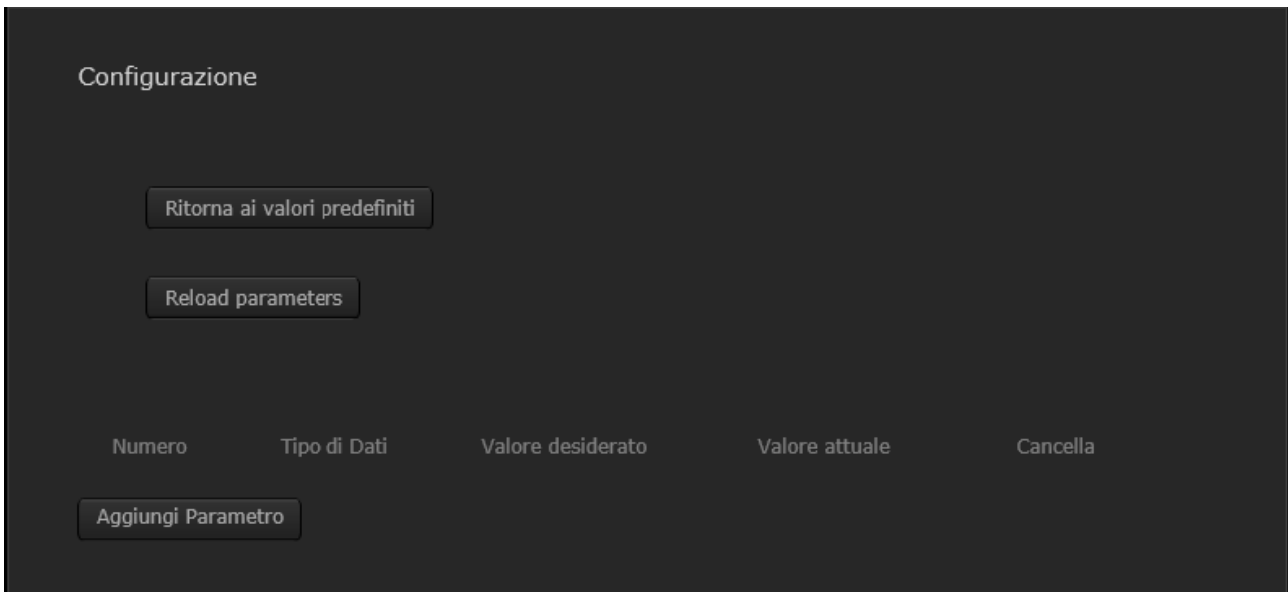 Configurazione
Ritorna ai valori predefiniti
Reload parameters
Numero Tipo di Dati Valore desiderato Valore attuale Cancella
Aggiungi Parametro